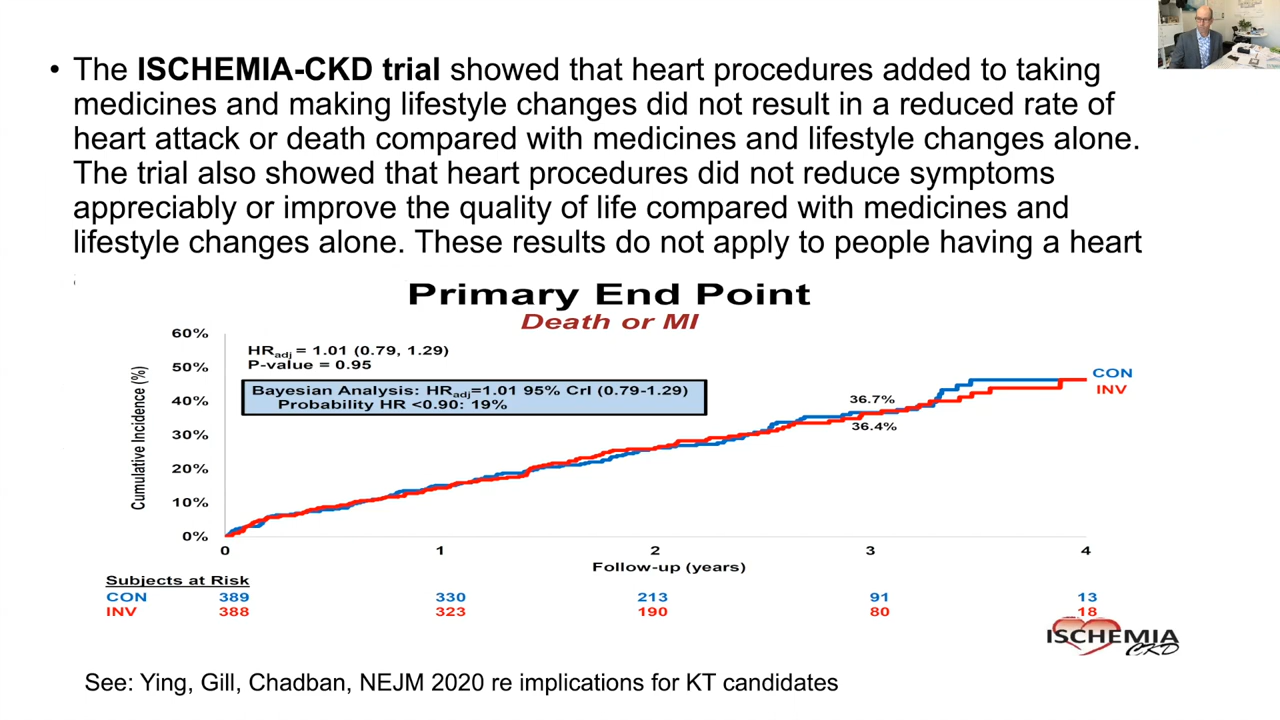 • The ISCHEMIA-CKD trial showed that heart procedures added to taking
medicines and making lifestyle changes did not result in a reduced rate of
heart attack or death compared with medicines and lifestyle changes alone.
The trial also showed that heart procedures did not reduce symptoms
appreciably or improve the quality of life compared with medicines and
lifestyle changes alone. These results do not apply to people having a heart
Primary End Point
Death or MI
60%
HRadj = 1.01 (0.79, 1.29)
P-value = 0.95
50%
Bayesian Analysis: HRadj=1.01 95% CrI (0.79-1.29)
Probability HR <0.90: 19%
CON
INV
40%
36.7%
36.4%
30%
20%
10%
0%
Cumulative Incidence (%)
0 1 2 3 4
Follow-up (years)
Subjects at Risk
CON 389 330 213 91 13
INV 388 323 190 80 18
ISCHEMIA
CKD
See: Ying, Gill, Chadban, NEJM 2020 re implications for KT candidates